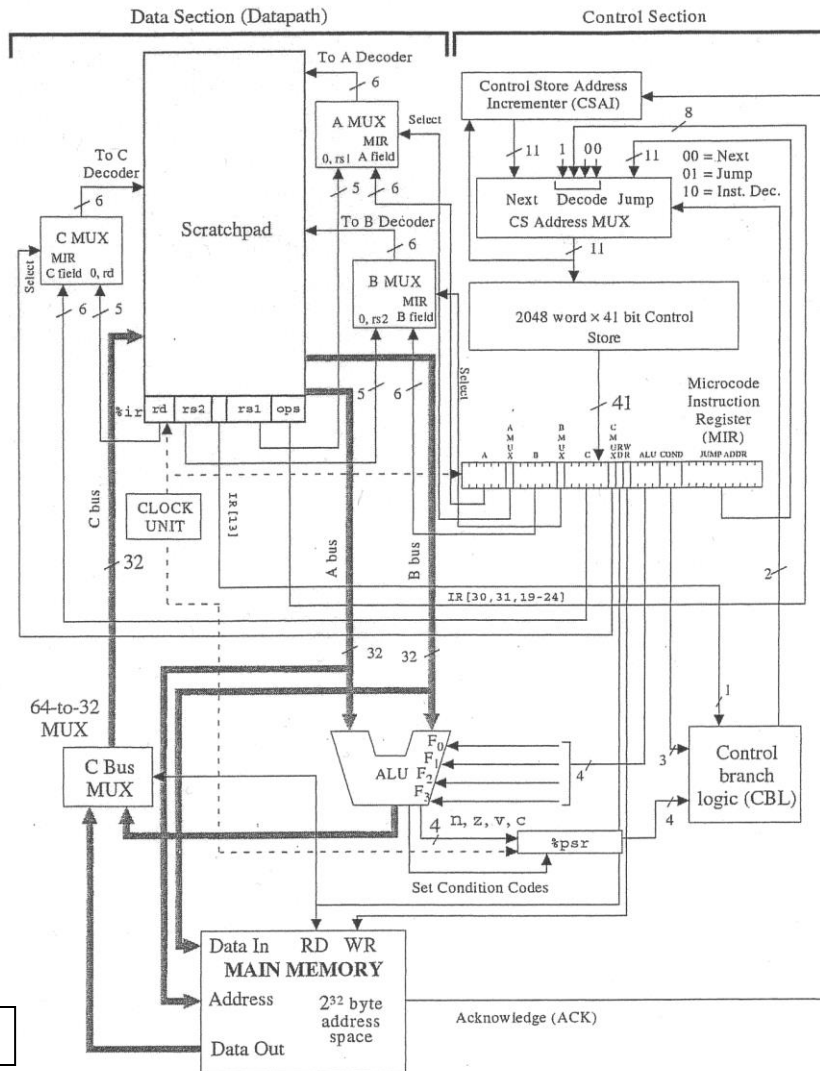 Data Section (Datapath)
Control Section
To A Decoder
6
A MUX
MIR
0, rs1 A field
Select
5
6
To C
Decoder
6
C MUX
MIR
C field 0, rd
Select
6
5
Scratchpad
To B Decoder
6
B MUX
MIR
0, rs2 B field
Select
5
6
%ir rd rs2 rs1 ops
Control Store Address
Incrementer (CSAI)
8
11
1 00
11
00 = Next
01 = Jump
10 = Inst. Dec.
Next Decode Jump
CS Address MUX
11
2048 word × 41 bit Control
Store
41
Microcode
Instruction
Register
(MIR)
A
AMUX
B
BMUX
C
CMUX
RD
WR
ALU COND JUMP ADDR
CLOCK
UNIT
IR[13]
C bus
32
A bus
B bus
IR[30,31,19-24]
2
32
32
64-to-32
MUX
C Bus
MUX
ALU
F0
F1
F2
F3
4
1
3
Control
branch
logic (CBL)
4
4
n, z, v, c
%psr
Set Condition Codes
Data In RD WR
MAIN MEMORY
Address
2³² byte
address
space
Data Out
Acknowledge (ACK)